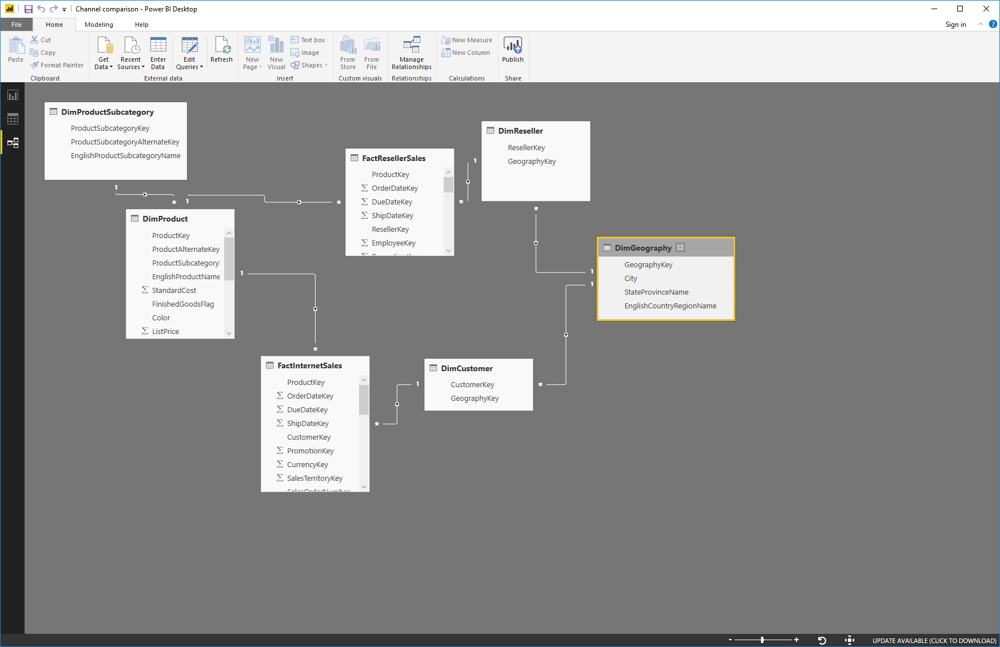 Channel comparison - Power BI Desktop
File Home Modeling Help Sign in
Paste
Cut
Copy
Format Painter
Clipboard
Get Data
Recent Sources
Enter Data
Edit Queries
Refresh
External data
New Page
New Visual
Text box
Image
Shapes
Insert
From Store
From File
Custom visuals
Manage Relationships
Relationships
New Measure
New Column
Calculations
Publish
Share
DimProductSubcategory
ProductSubcategoryKey
ProductSubcategoryAlternateKey
EnglishProductSubcategoryName
1
*
1
*
DimProduct
ProductKey
ProductAlternateKey
ProductSubcategory
EnglishProductName
StandardCost
FinishedGoodsFlag
Color
ListPrice
1
*
FactResellerSales
ProductKey
OrderDateKey
DueDateKey
ShipDateKey
ResellerKey
EmployeeKey
1
*
DimReseller
ResellerKey
GeographyKey
*
1
1
DimGeography
GeographyKey
City
StateProvinceName
EnglishCountryRegionName
FactInternetSales
ProductKey
OrderDateKey
DueDateKey
ShipDateKey
CustomerKey
PromotionKey
CurrencyKey
SalesTerritoryKey
SalesOrderNumber
1
*
DimCustomer
CustomerKey
GeographyKey
*
- +
UPDATE AVAILABLE (CLICK TO DOWNLOAD)